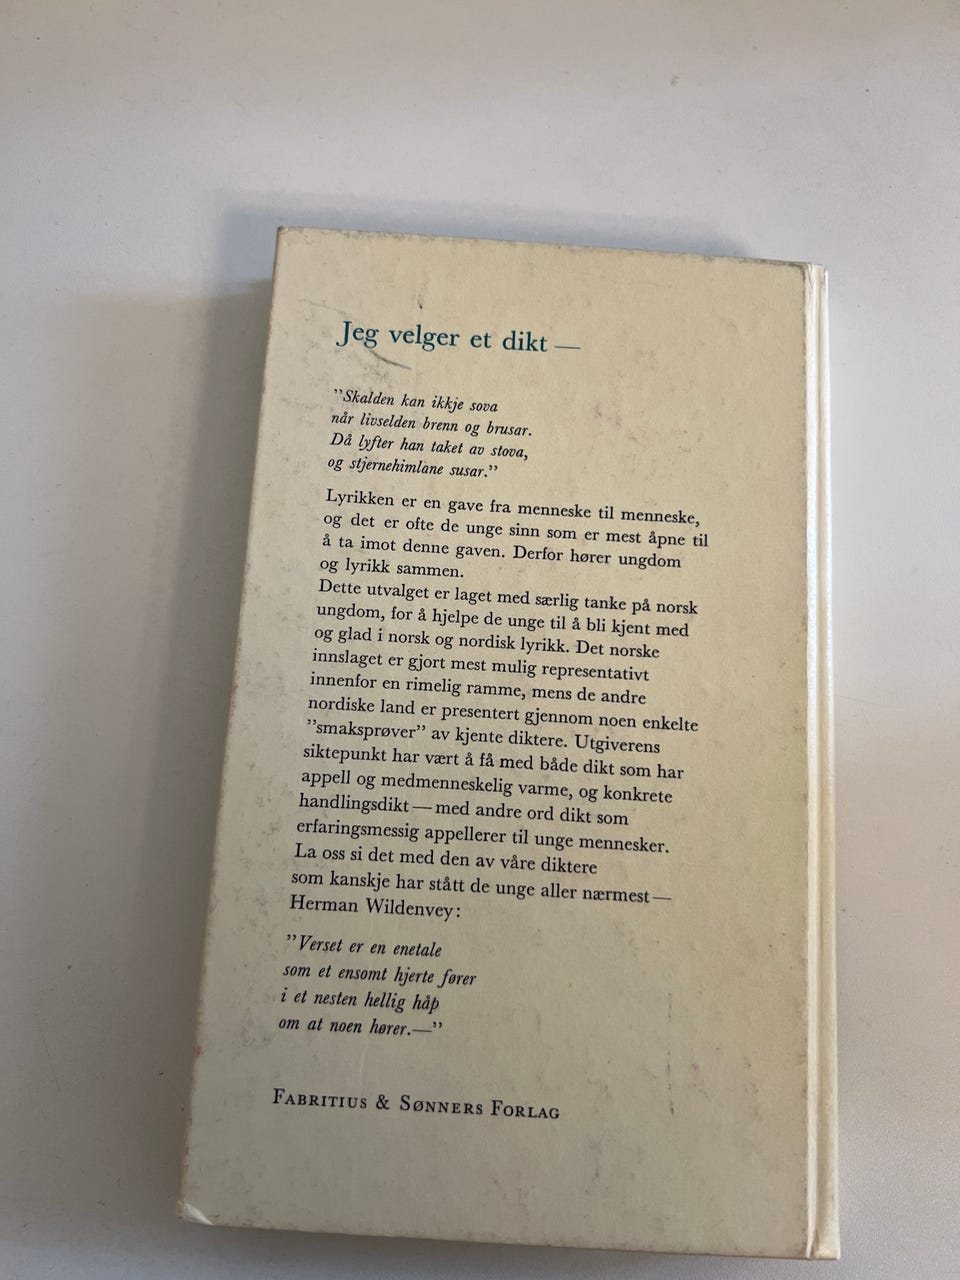 Jeg velger et dikt —
”Skalden kan ikkje sova
når livselden brenn og brusar.
Då lyfter han taket av stova,
og stjernehimlane susar.”
Lyrikken er en gave fra menneske til menneske,
og det er ofte de unge sinn som er mest åpne til
å ta imot denne gaven. Derfor hører ungdom
og lyrikk sammen.
Dette utvalget er laget med særlig tanke på norsk
ungdom, for å hjelpe de unge til å bli kjent med
og glad i norsk og nordisk lyrikk. Det norske
innslaget er gjort mest mulig representativt
innenfor en rimelig ramme, mens de andre
nordiske land er presentert gjennom noen enkelte
”smaksprøver” av kjente diktere. Utgiverens
siktepunkt har vært å få med både dikt som har
appell og medmenneskelig varme, og konkrete
handlingsdikt — med andre ord dikt som
erfaringsmessig appellerer til unge mennesker.
La oss si det med den av våre diktere
som kanskje har stått de unge aller nærmest —
Herman Wildenvey:
”Verset er en enetale
som et ensomt hjerte fører
i et nesten hellig håp
om at noen hører.—”
FABRITIUS & SØNNERS FORLAG